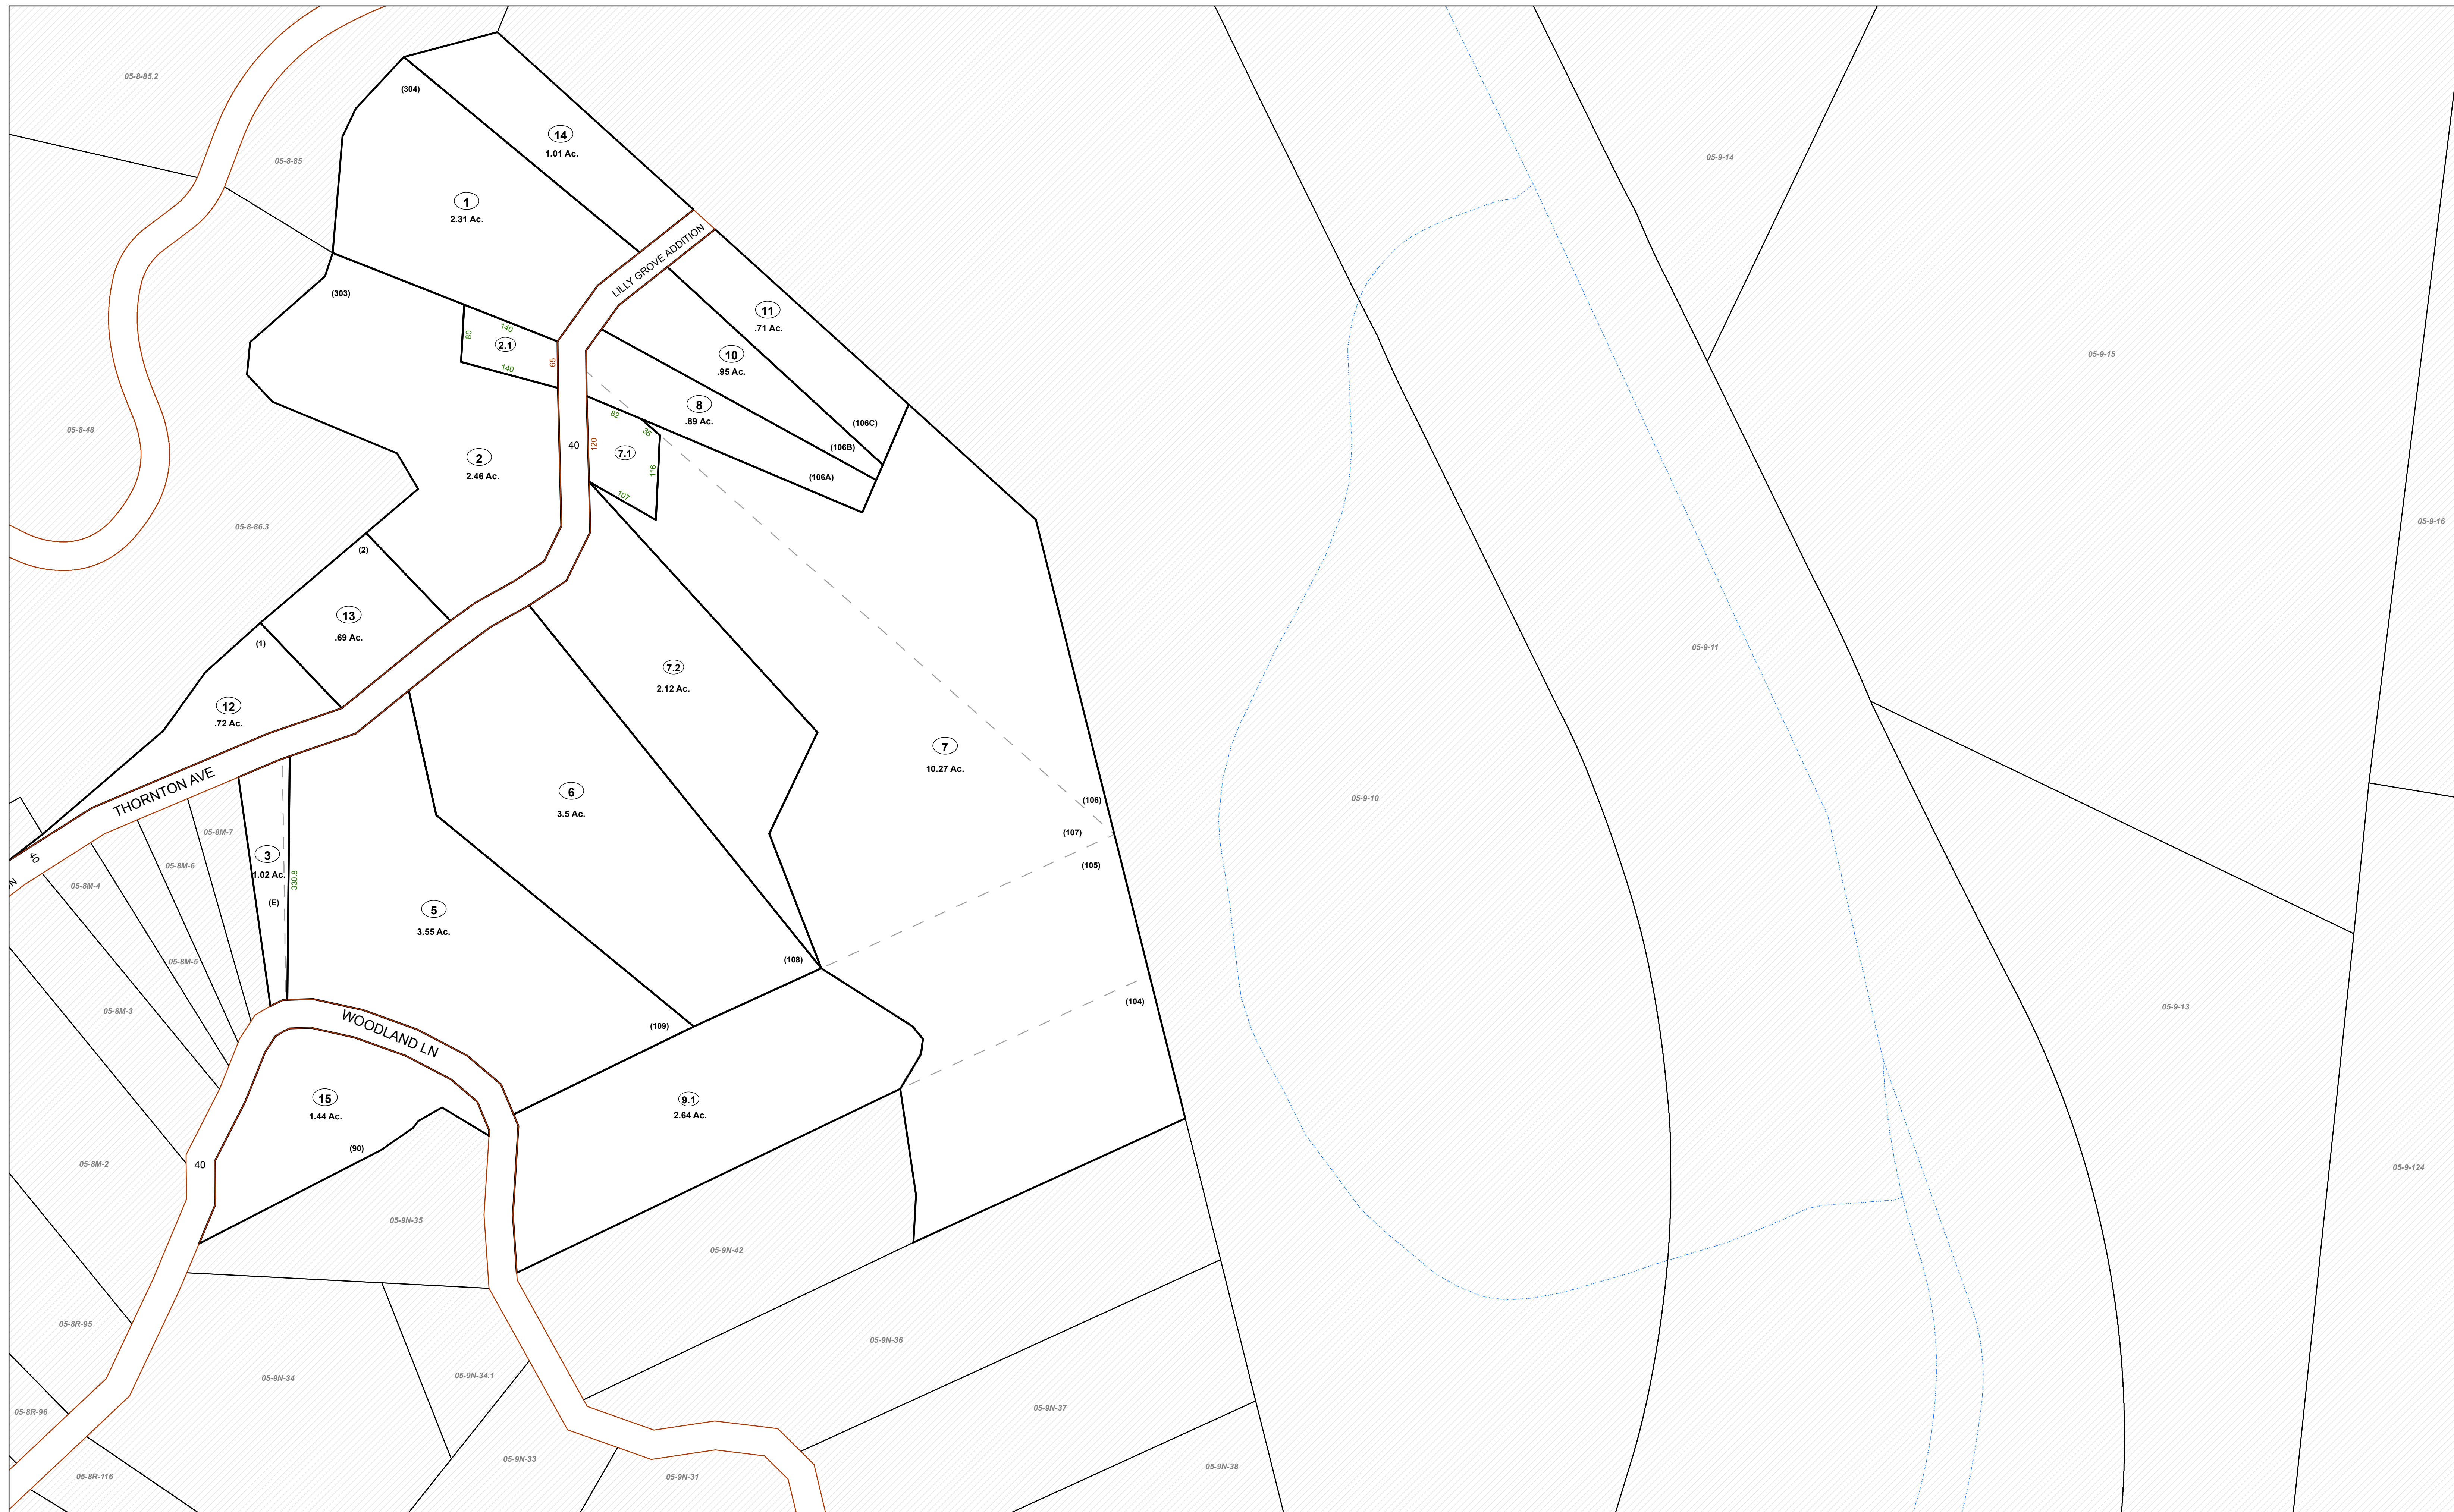 05-8-85.2
(304)
14
1.01 Ac.
05-8-85
05-9-14
1
2.31 Ac.
LILLY GROVE ADDITION
(303)
11
.71 Ac.
140
80
2.1
65
140
10
.95 Ac.
05-9-15
8
.89 Ac.
82
35
(106C)
05-8-48
40
120
7.1
(106B)
2
2.46 Ac.
116
(106A)
107
05-8-86.3
05-9-16
(2)
13
.69 Ac.
(1)
05-9-11
7.2
2.12 Ac.
12
.72 Ac.
7
10.27 Ac.
THORNTON AVE
6
3.5 Ac.
(106)
05-9-10
05-8M-7
(107)
40
3
1.02 Ac.
05-8M-6
(105)
330.8
05-8M-4
N
(E)
5
3.55 Ac.
05-8M-5
(108)
05-8M-3
(104)
05-9-13
WOODLAND LN
(109)
15
1.44 Ac.
9.1
2.64 Ac.
(90)
05-8M-2
40
05-9-124
05-9N-35
05-9N-42
05-8R-95
05-9N-36
05-9N-34
05-9N-34.1
05-8R-96
05-9N-37
05-9N-33
05-9N-38
05-8R-116
05-9N-31